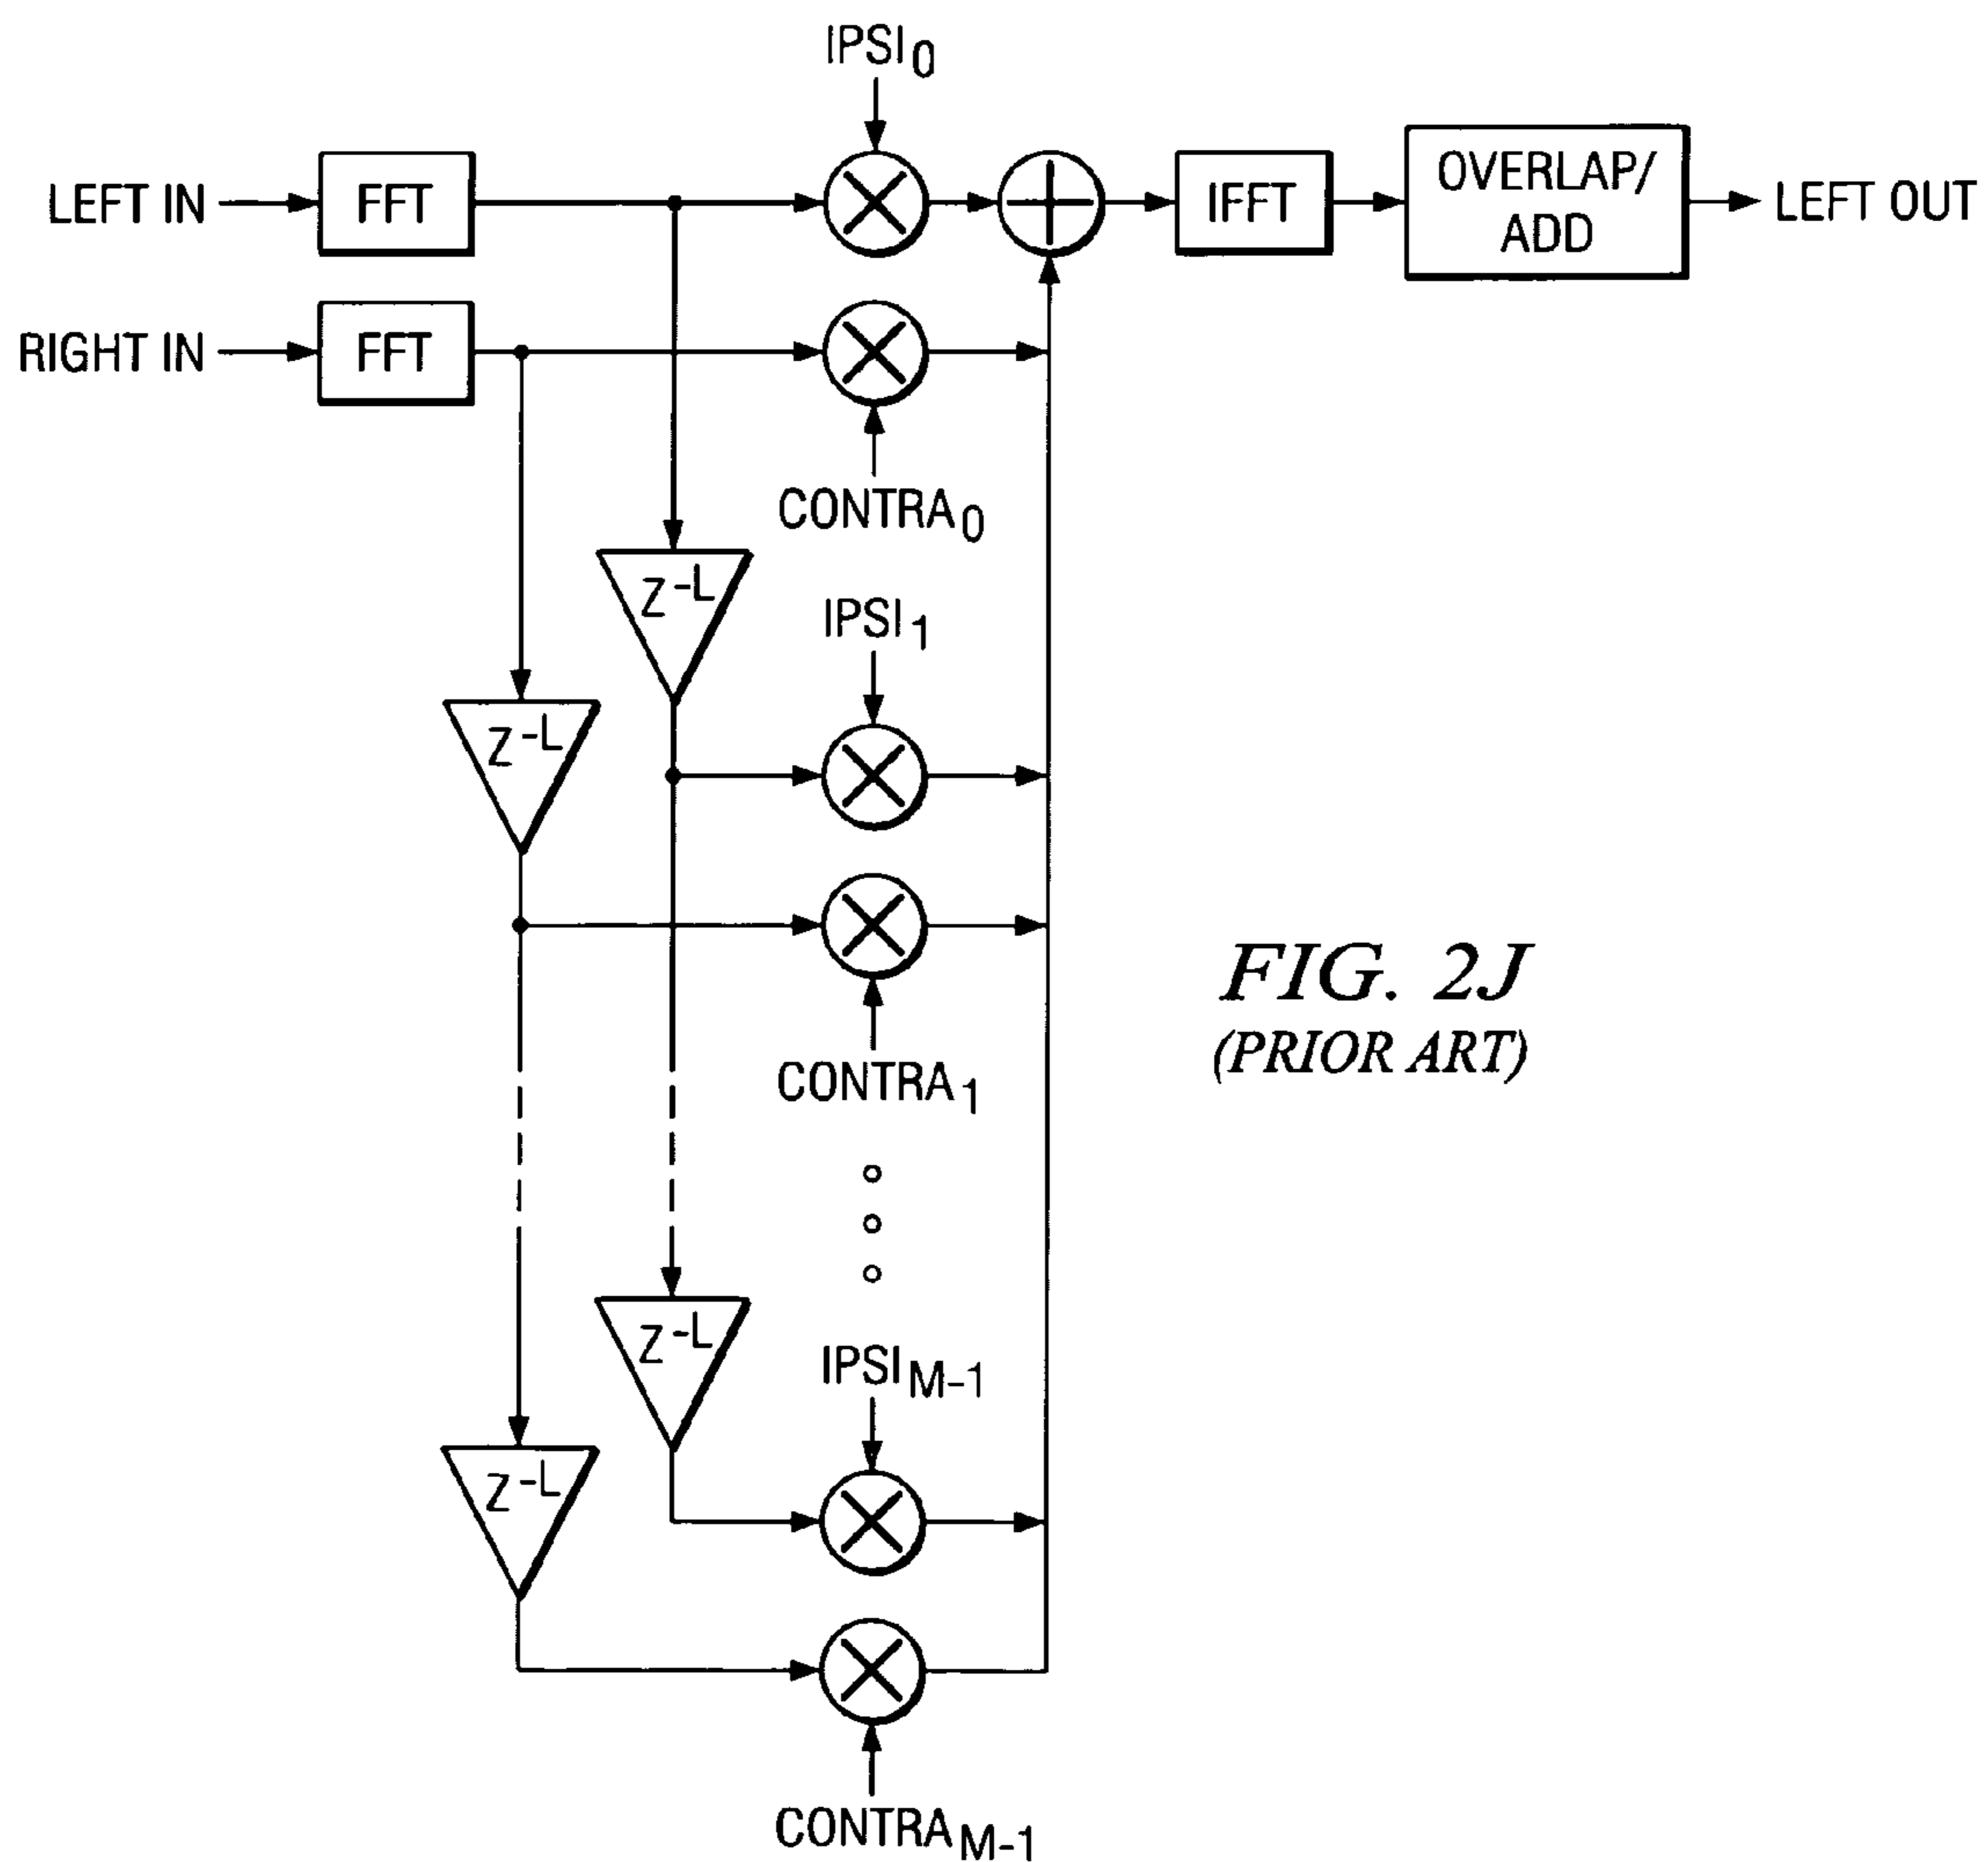 IPSI0
LEFT IN
FFT
IFFT
OVERLAP/
ADD
LEFT OUT
RIGHT IN
FFT
CONTRA0
Z-L
IPSI1
Z-L
CONTRA1
FIG. 2J
(PRIOR ART)
Z-L
IPSIM-1
Z-L
CONTRAM-1